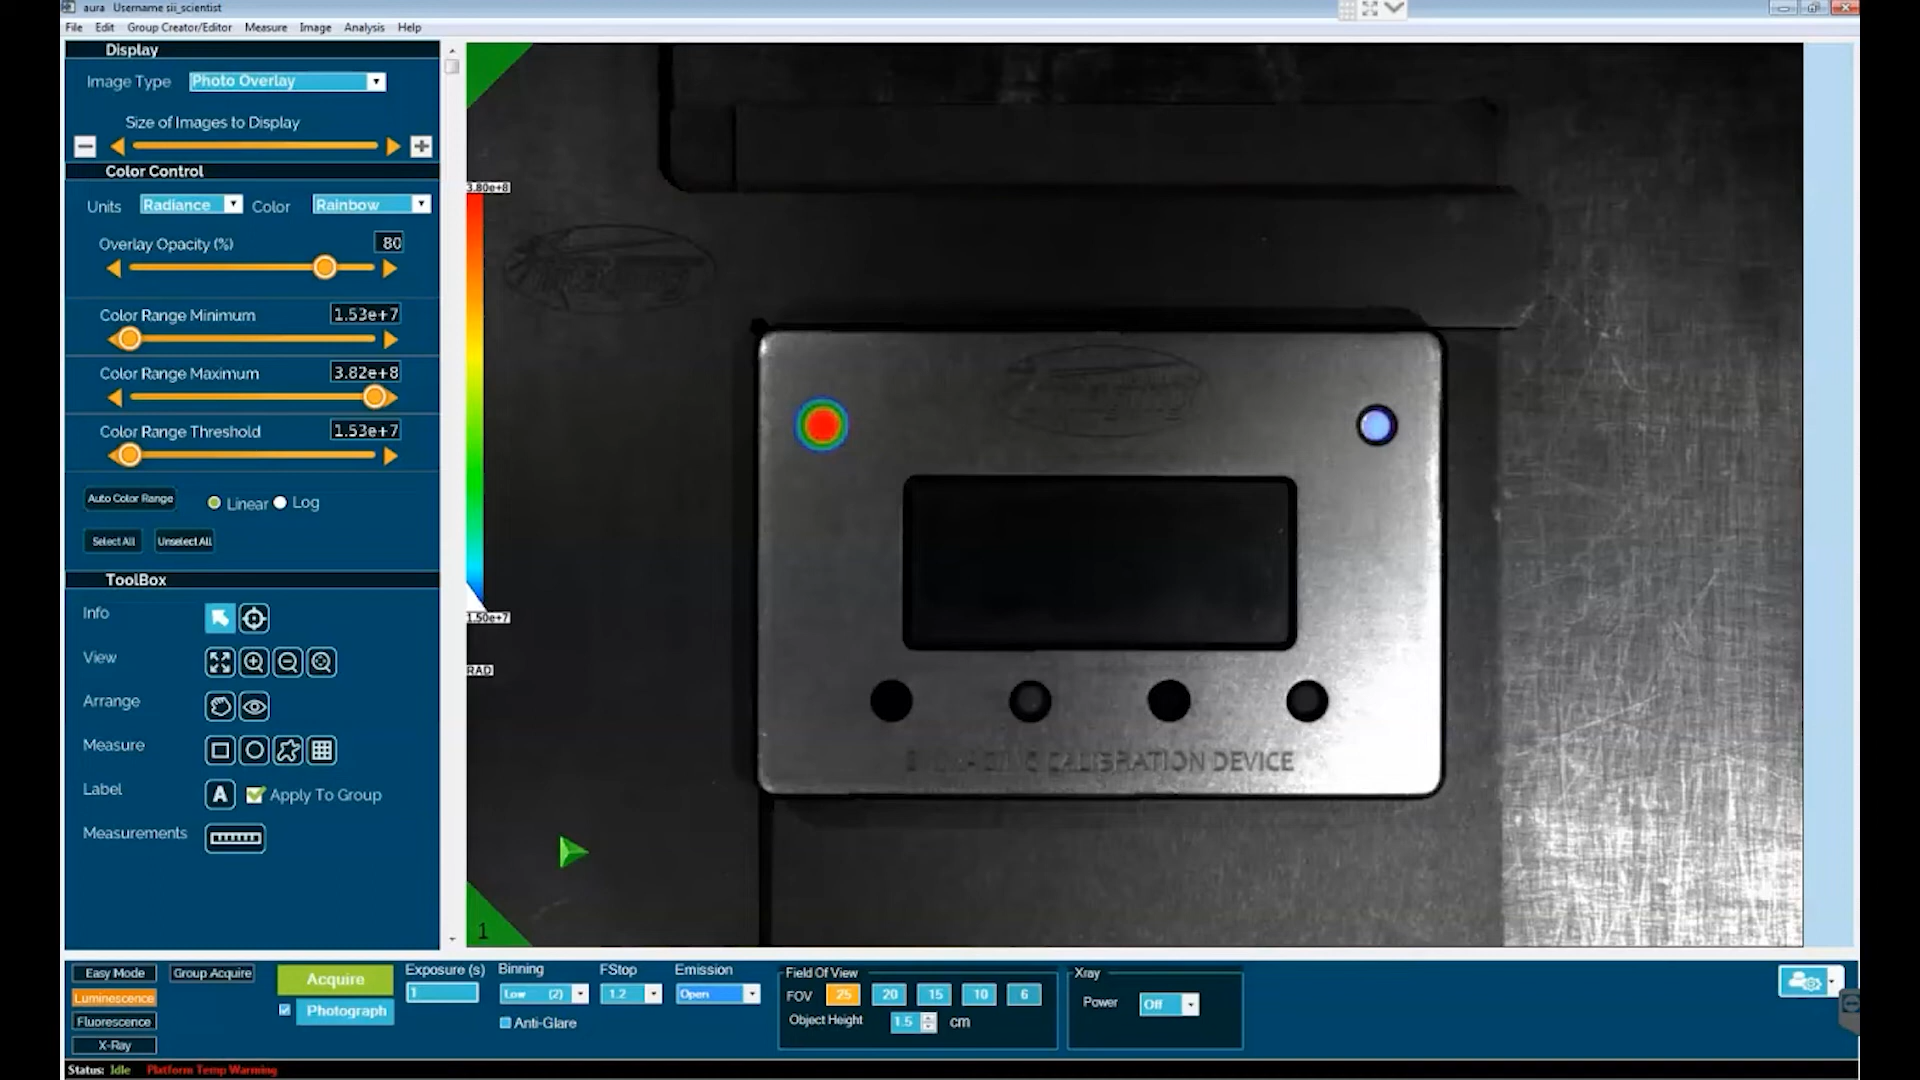 aura Username sii_scientist
File Edit Group Creator/Editor Measure Image Analysis Help
Display
Image Type Photo Overlay
Size of Images to Display
Color Control
Units Radiance Color Rainbow
Overlay Opacity (%) 80
Color Range Minimum 1.53e+7
Color Range Maximum 3.82e+8
Color Range Threshold 1.53e+7
Auto Color Range Linear Log
Select All Unselect All
ToolBox
Info
View
Arrange
Measure
Label A Apply To Group
Measurements
3.80e+8
1.50e+7
RAD
CALIBRATION DEVICE
1
Easy Mode Group Acquire
Luminescence
Fluorescence
X-Ray
Acquire
Photograph
Exposure (s) Binning FStop Emission
1 Low (2) 1.2 Open
Anti-Glare
Field Of View
FOV 25 20 15 10 6
Object Height 1.5 cm
Xray
Power Off
Status: Idle Platform Temp Warming